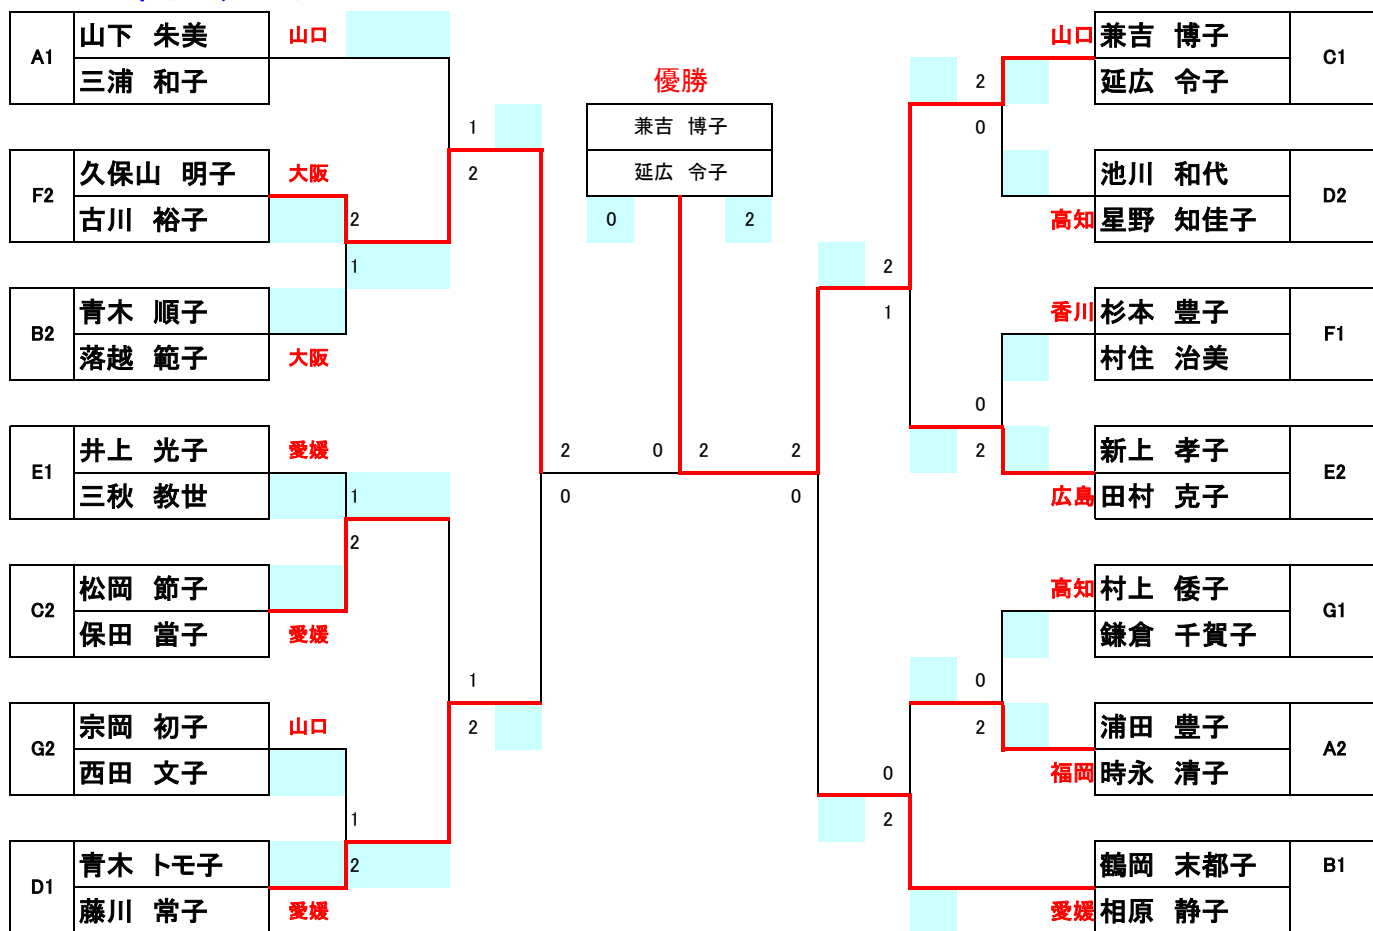 A1
山下 朱美
三浦 和子
山口
F2
久保山 明子
古川 裕子
大阪
B2
青木 順子
落越 範子
大阪
E1
井上 光子
三秋 教世
愛媛
C2
松岡 節子
保田 當子
愛媛
G2
宗岡 初子
西田 文子
山口
D1
青木 トモ子
藤川 常子
愛媛
2
1
1
2
1
2
1
2
1
2
2
0
優勝
兼吉 博子
延広 令子
0 2
0 2
2
0
2
1
0
2
2
0
0
2
0
2
山口
兼吉 博子
延広 令子
C1
池川 和代
高知
星野 知佳子
D2
香川
杉本 豊子
村住 治美
F1
新上 孝子
広島
田村 克子
E2
高知
村上 倭子
鎌倉 千賀子
G1
浦田 豊子
福岡
時永 清子
A2
鶴岡 末都子
愛媛
相原 静子
B1